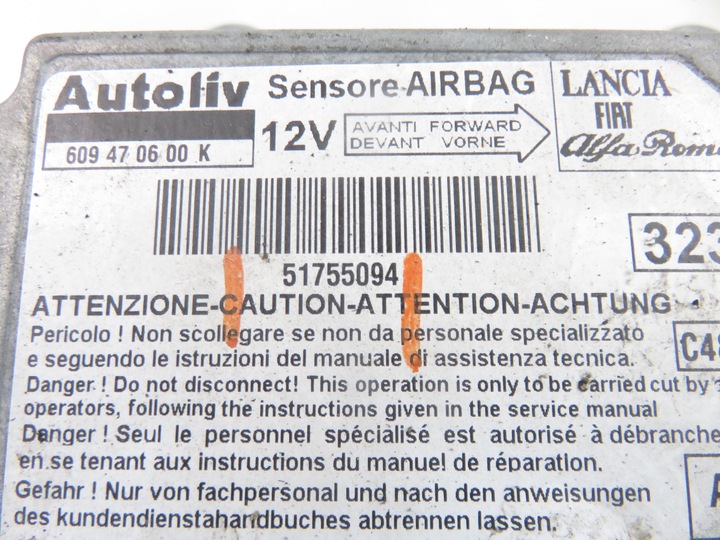 Autoliv Sensore AIRBAG LANCIA
FIAT
Alfa Rome
609 47 06 00 K 12V AVANTI FORWARD
DEVANT VORNE
51755094
323
ATTENZIONE-CAUTION-ATTENTION-ACHTUNG
Pericolo ! Non scollegare se non da personale specializzato
e seguendo le istruzioni del manuale di assistenza tecnica.
C48
Danger ! Do not disconnect! This operation is only to be carried cut by
operators, following the instructions given in the service manual
Danger ! Seul le personnel spécialisé est autorisé à débranche
en se tenant aux instructions du manuel de réparation.
Gefahr ! Nur von fachpersonal und nach den anweisungen
des kundendienstahandbuches abtrennen lassen.